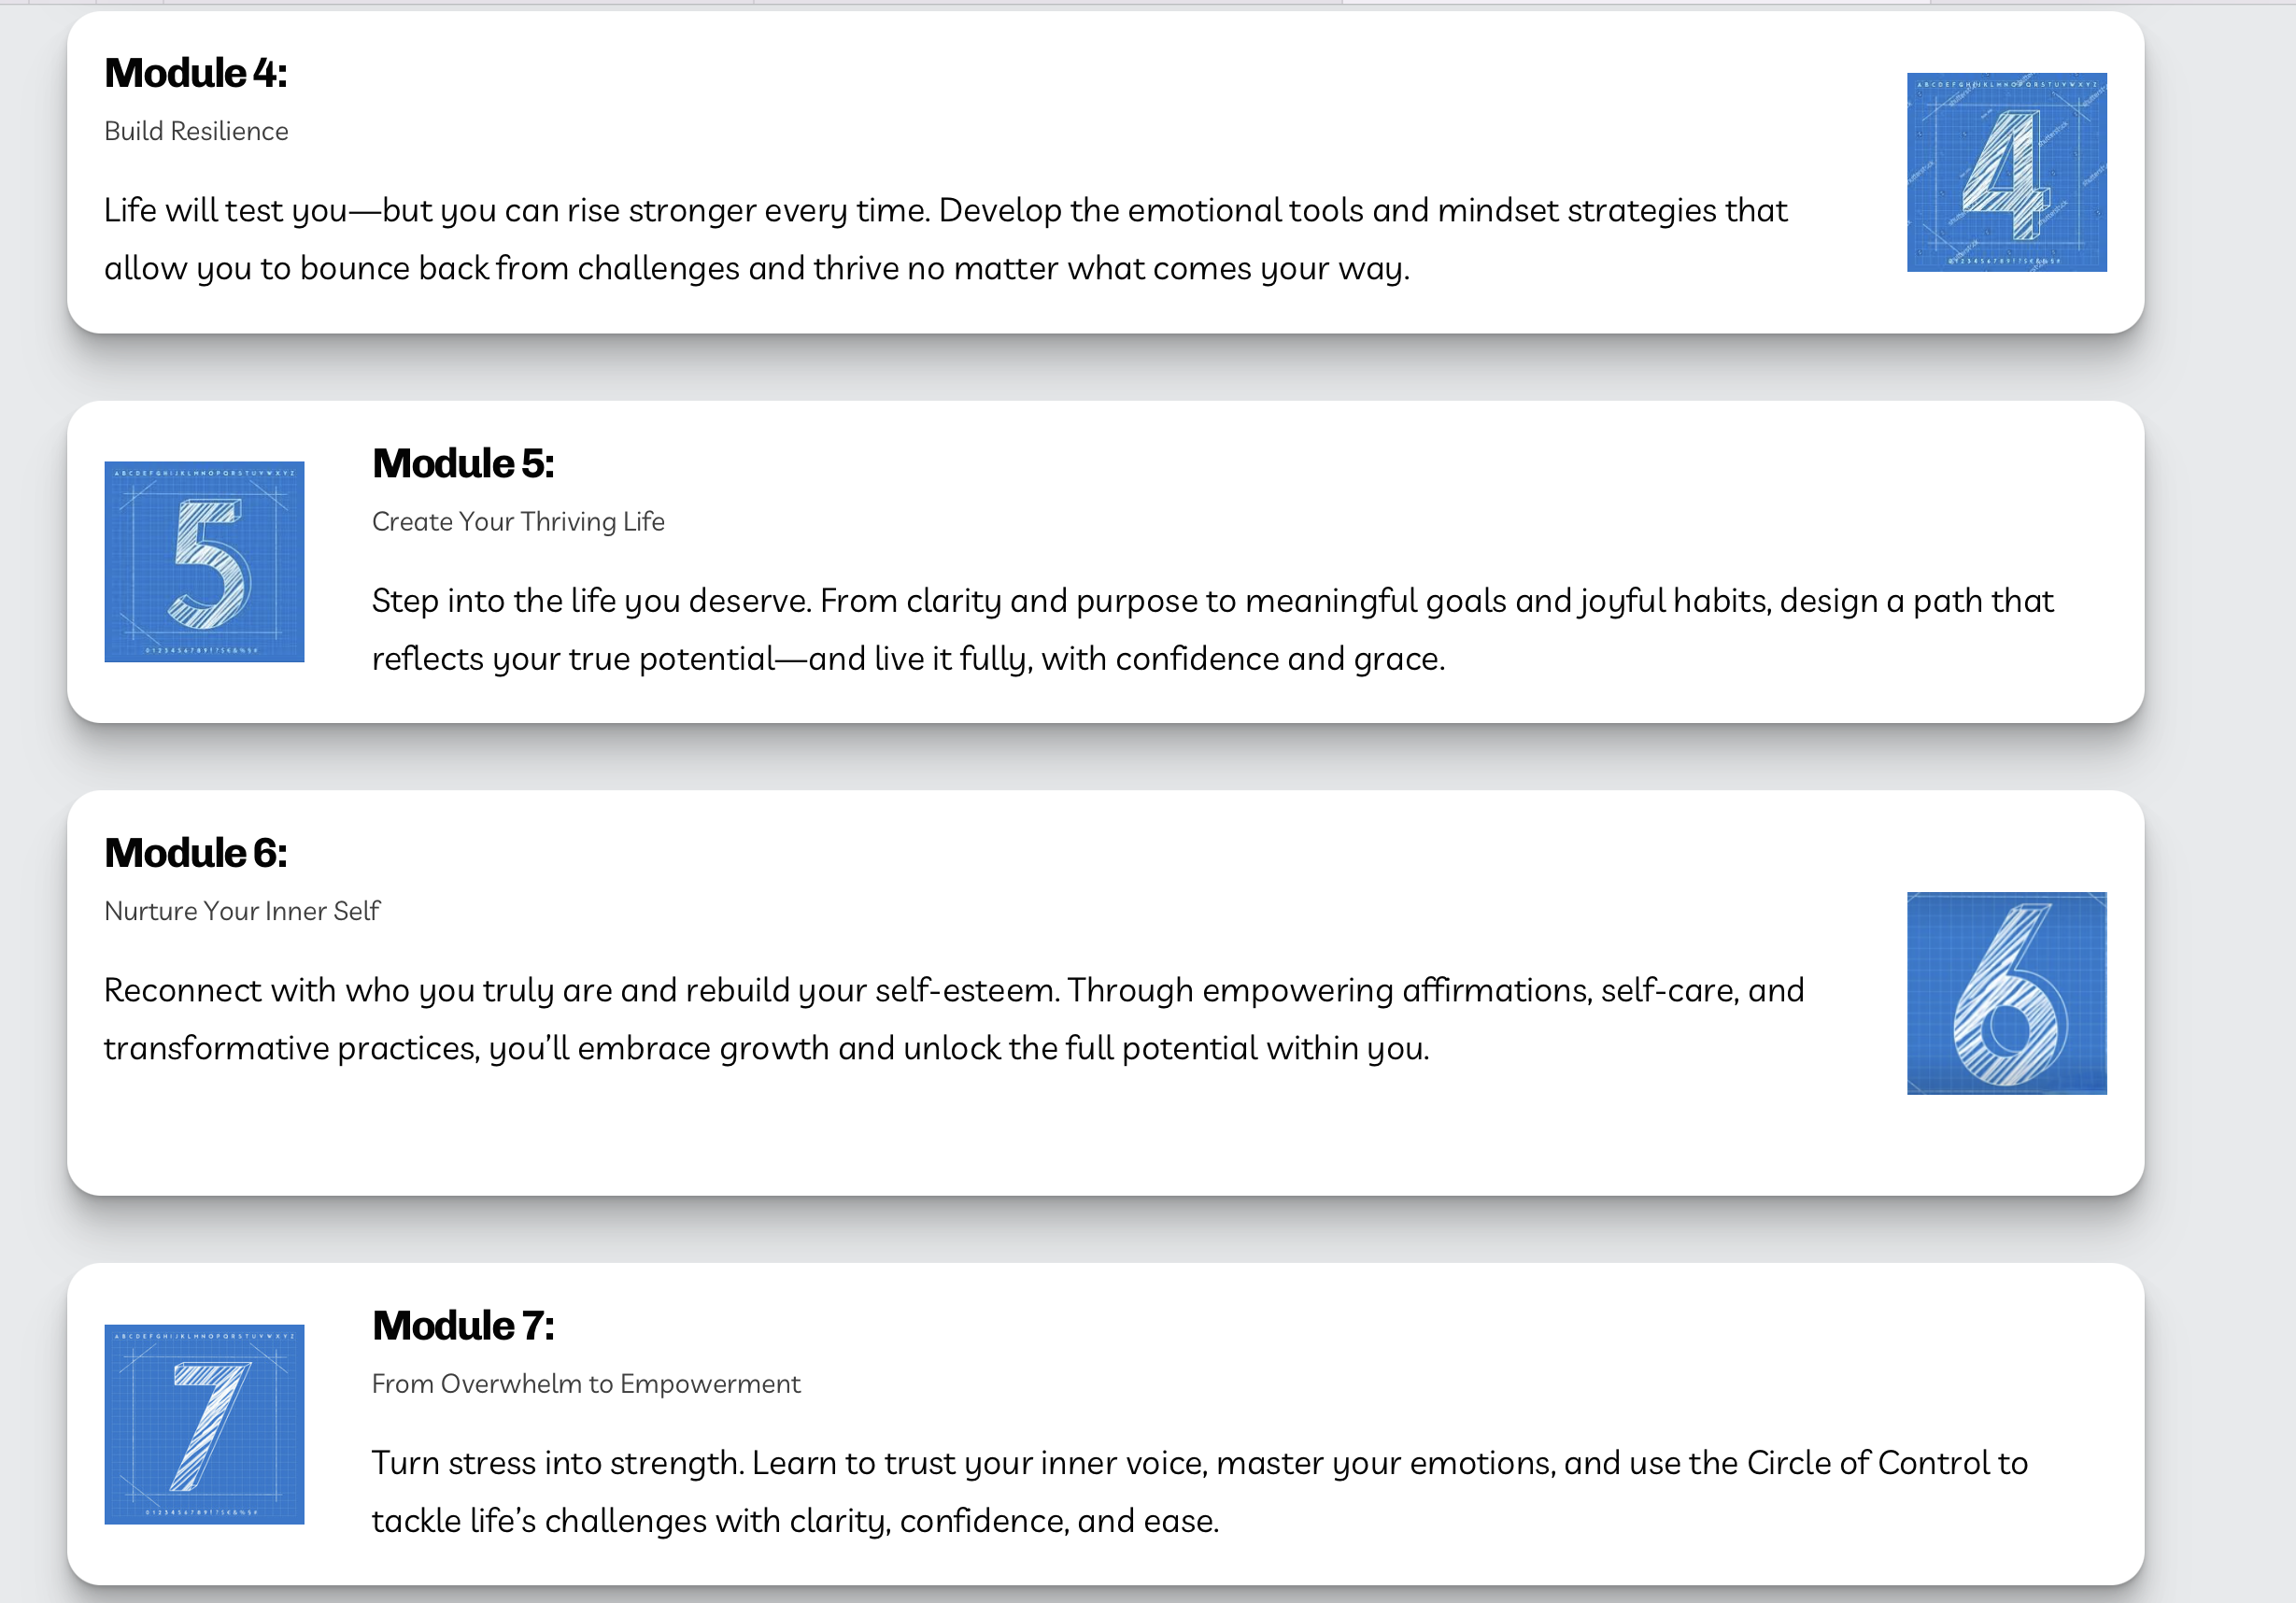 Module 4:
Build Resilience
Life will test you—but you can rise stronger every time. Develop the emotional tools and mindset strategies that
allow you to bounce back from challenges and thrive no matter what comes your way.
ABCDEFGHIJKLMNOPQRSTUVWXYZ
4
shutterstock
Module 5:
Create Your Thriving Life
Step into the life you deserve. From clarity and purpose to meaningful goals and joyful habits, design a path that
reflects your true potential—and live it fully, with confidence and grace.
ABCDEFGHIJKLMNOPQRSTUVWXYZ
5
Module 6:
Nurture Your Inner Self
Reconnect with who you truly are and rebuild your self-esteem. Through empowering affirmations, self-care, and
transformative practices, you’ll embrace growth and unlock the full potential within you.
6
Module 7:
From Overwhelm to Empowerment
Turn stress into strength. Learn to trust your inner voice, master your emotions, and use the Circle of Control to
tackle life’s challenges with clarity, confidence, and ease.
ABCDEFGHIJKLMNOPQRSTUVWXYZ
7